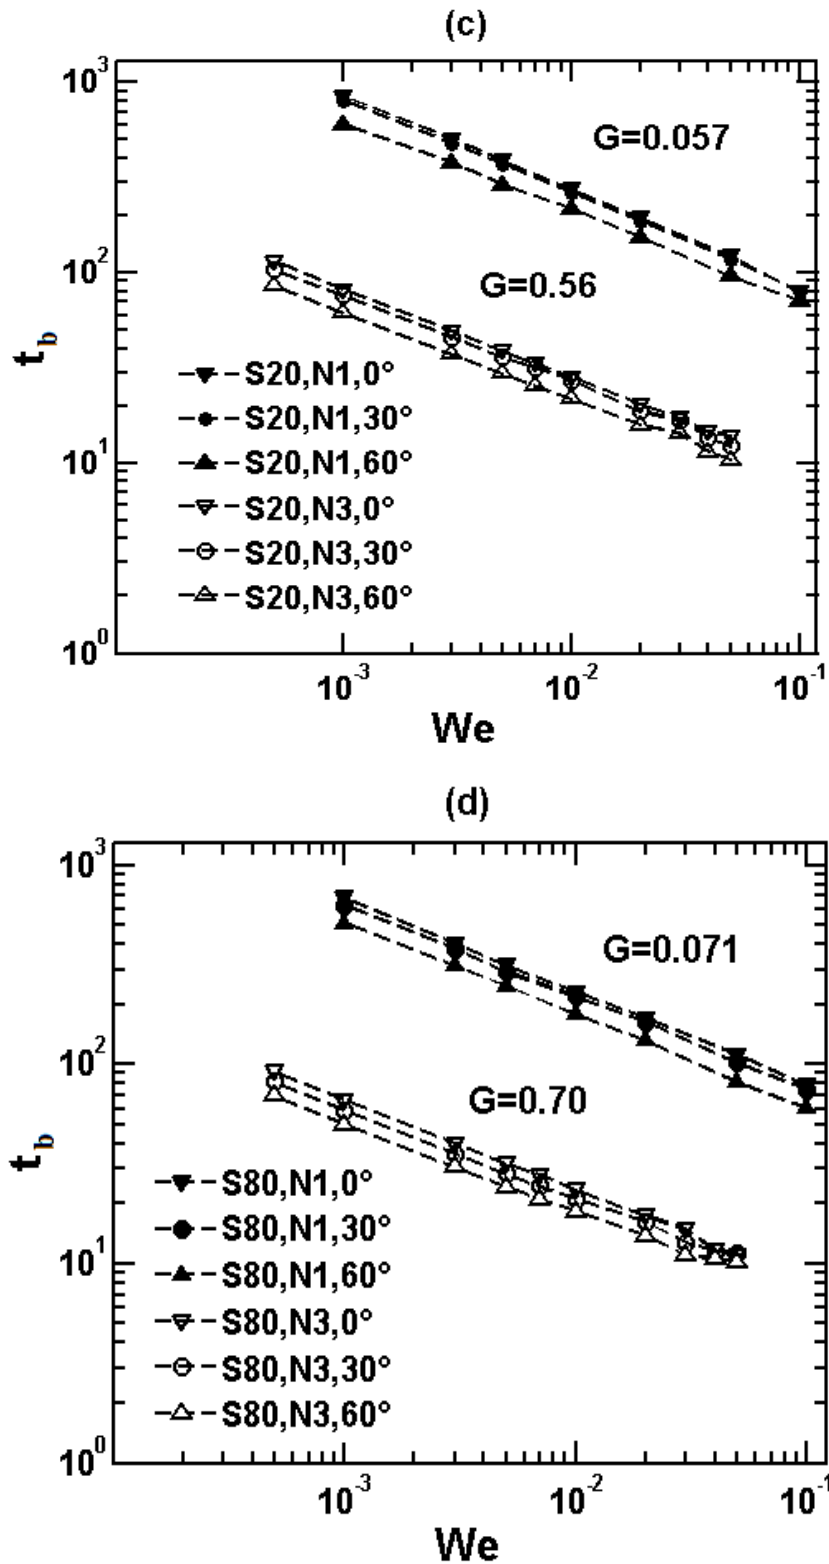 (c)
10³
G=0.057
10²
G=0.56
t_b
S20,N1,0°
S20,N1,30°
10¹
S20,N1,60°
S20,N3,0°
S20,N3,30°
S20,N3,60°
10⁰
10⁻³ 10⁻² 10⁻¹
We
(d)
10³
G=0.071
10²
G=0.70
t_b
S80,N1,0°
S80,N1,30°
10¹
S80,N1,60°
S80,N3,0°
S80,N3,30°
S80,N3,60°
10⁰
10⁻³ 10⁻² 10⁻¹
We